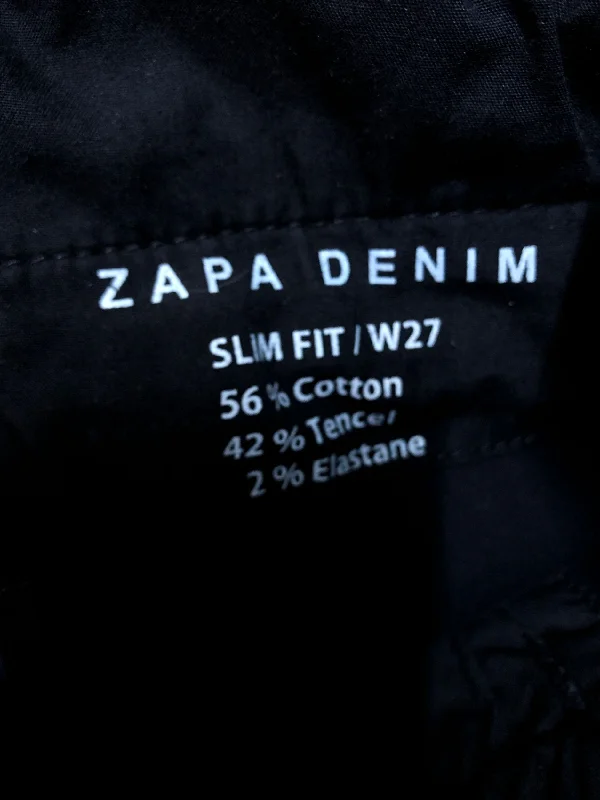 ZAPA DENIM
SLIM FIT / W27
56 % Cotton
42 % Tencel
2 % Elastane